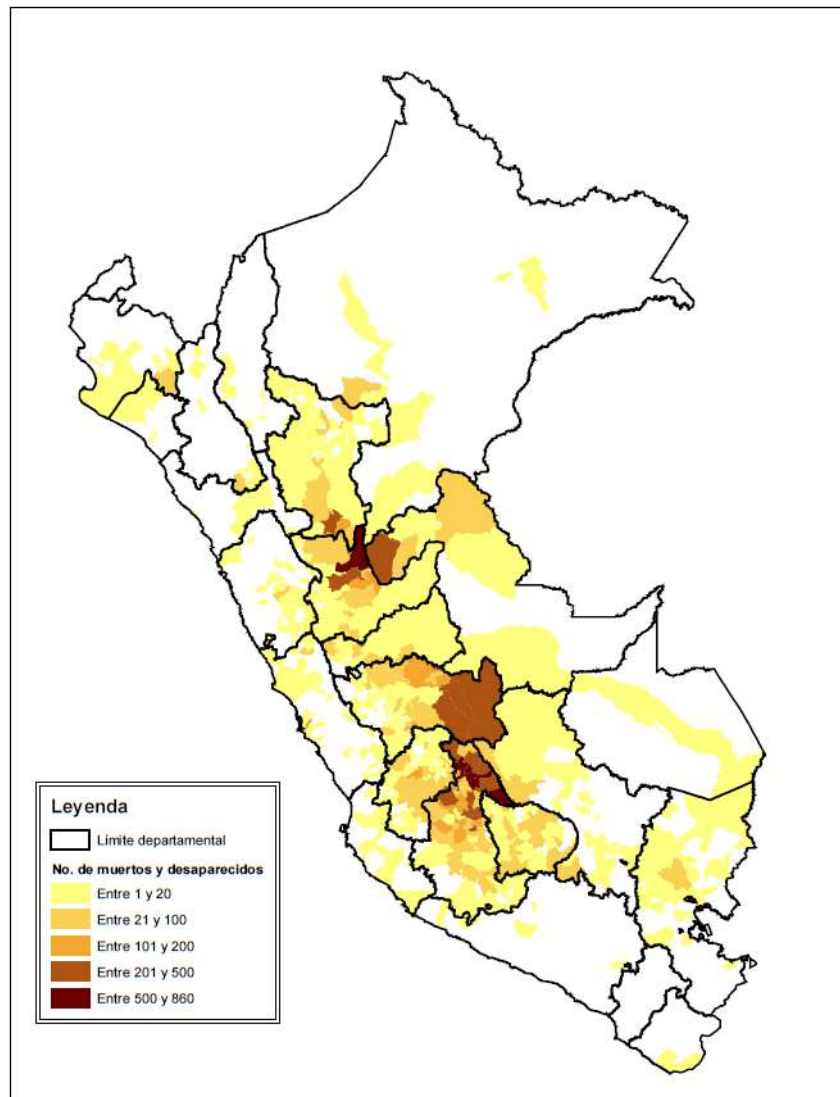 Leyenda
Limite departamental
No. de muertos y desaparecidos
Entre 1 y 20
Entre 21 y 100
Entre 101 y 200
Entre 201 y 500
Entre 500 y 860